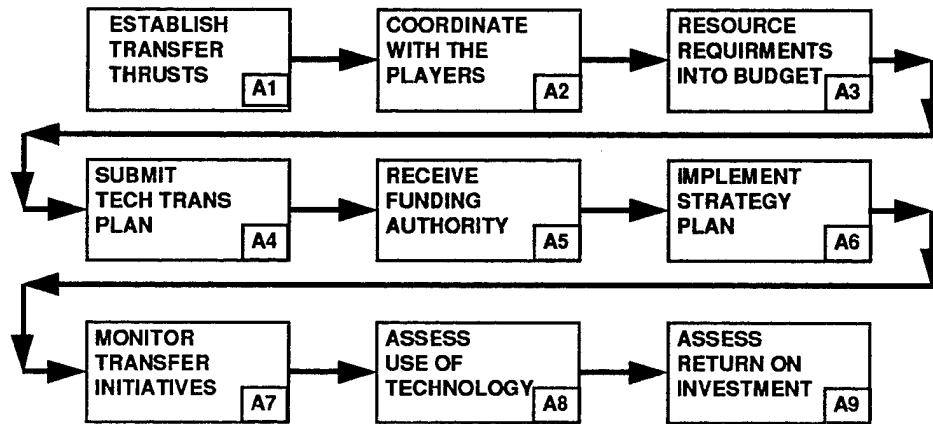 ESTABLISH
TRANSFER
THRUSTS
A1
COORDINATE
WITH THE
PLAYERS
A2
RESOURCE
REQUIRMENTS
INTO BUDGET
A3
SUBMIT
TECH TRANS
PLAN
A4
RECEIVE
FUNDING
AUTHORITY
A5
IMPLEMENT
STRATEGY
PLAN
A6
MONITOR
TRANSFER
INITIATIVES
A7
ASSESS
USE OF
TECHNOLOGY
A8
ASSESS
RETURN ON
INVESTMENT
A9